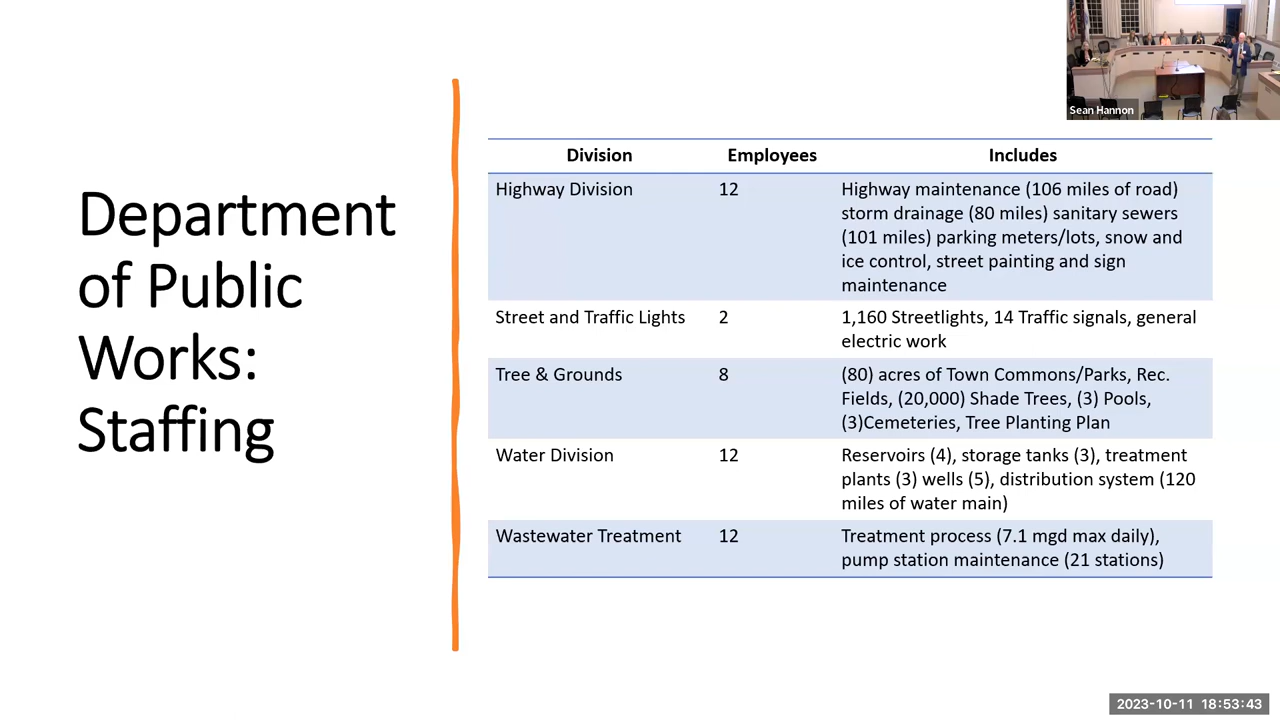 Sean Hannon
Department
of Public
Works:
Staffing
Division Employees Includes
Highway Division 12 Highway maintenance (106 miles of road)
storm drainage (80 miles) sanitary sewers
(101 miles) parking meters/lots, snow and
ice control, street painting and sign
maintenance
Street and Traffic Lights 2 1,160 Streetlights, 14 Traffic signals, general
electric work
Tree & Grounds 8 (80) acres of Town Commons/Parks, Rec.
Fields, (20,000) Shade Trees, (3) Pools,
(3)Cemeteries, Tree Planting Plan
Water Division 12 Reservoirs (4), storage tanks (3), treatment
plants (3) wells (5), distribution system (120
miles of water main)
Wastewater Treatment 12 Treatment process (7.1 mgd max daily),
pump station maintenance (21 stations)
2023-10-11 18:53:43